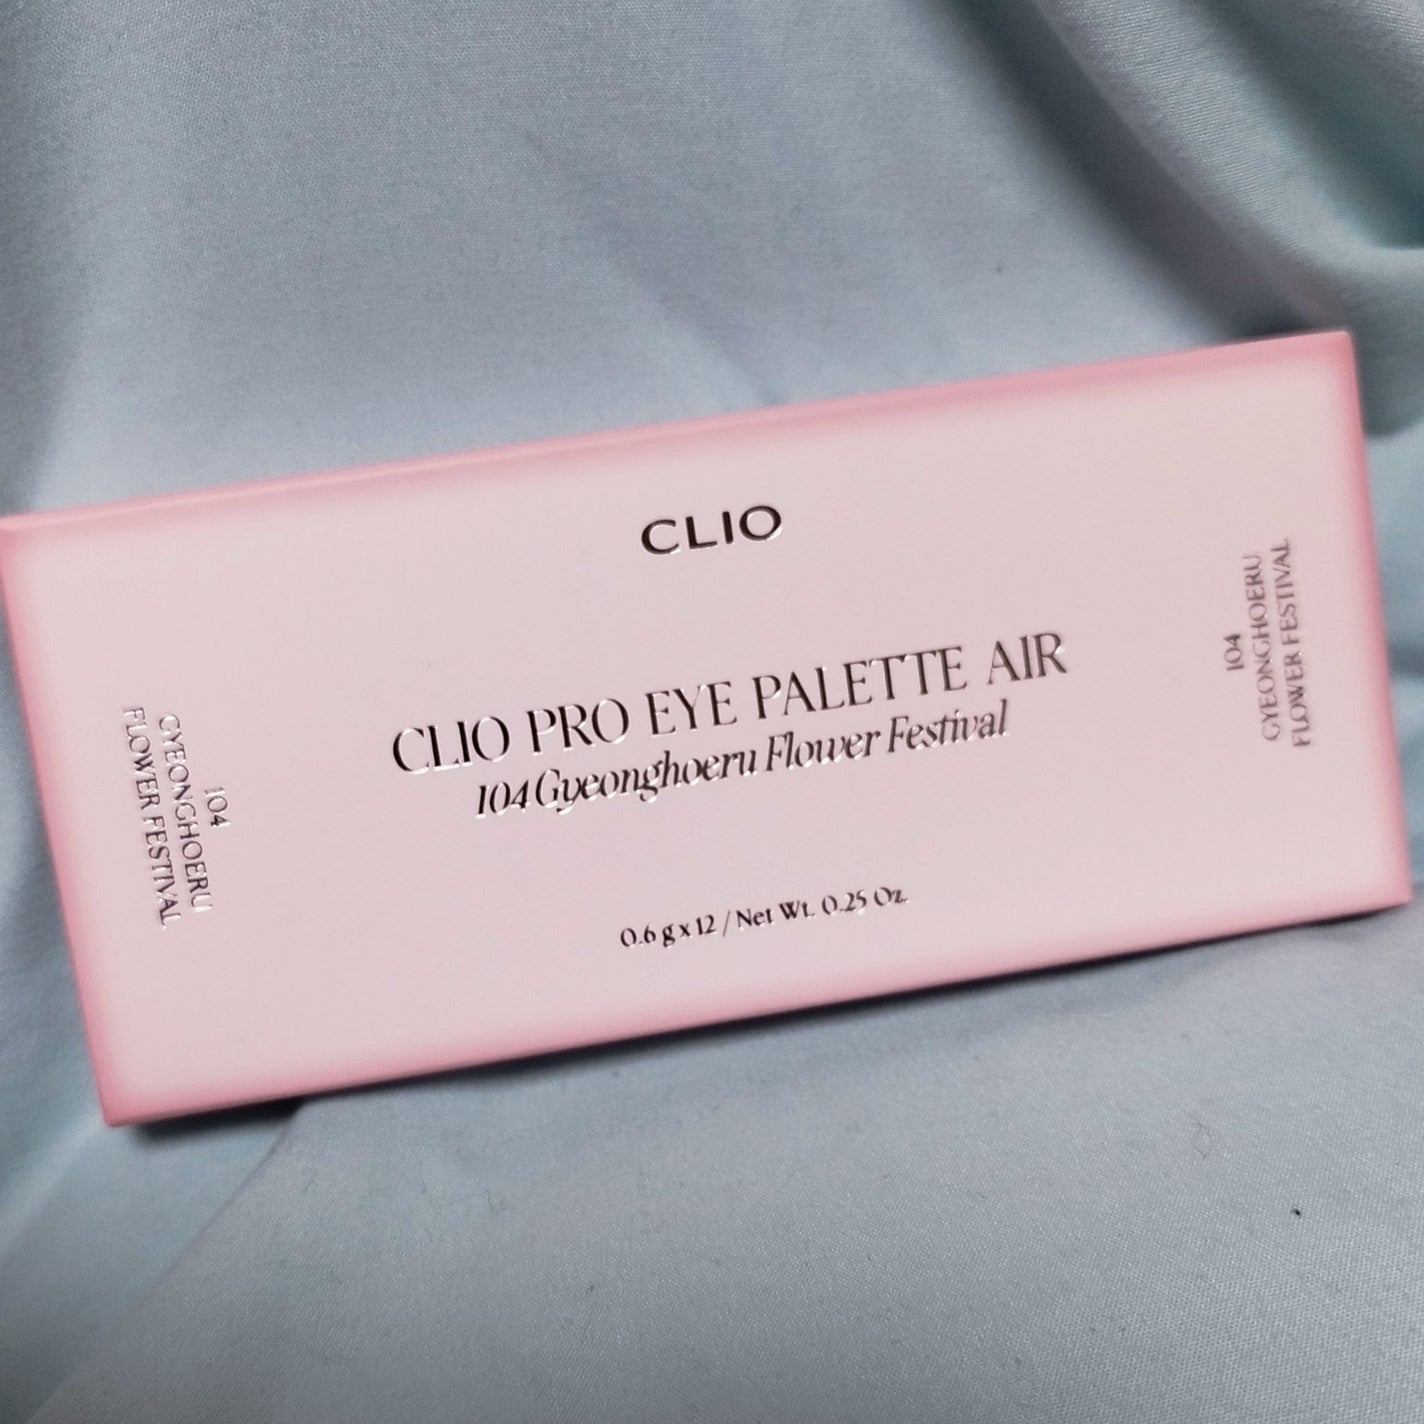 CLIO
CLIO PRO EYE PALETTE AIR
104 Gyeonghoeru Flower Festival
0.6 g x 12 / Net Wt. 0.25 Oz.
104
GYEONGHOERU
FLOWER FESTIVAL
104
GYEONGHOERU
FLOWER FESTIVAL